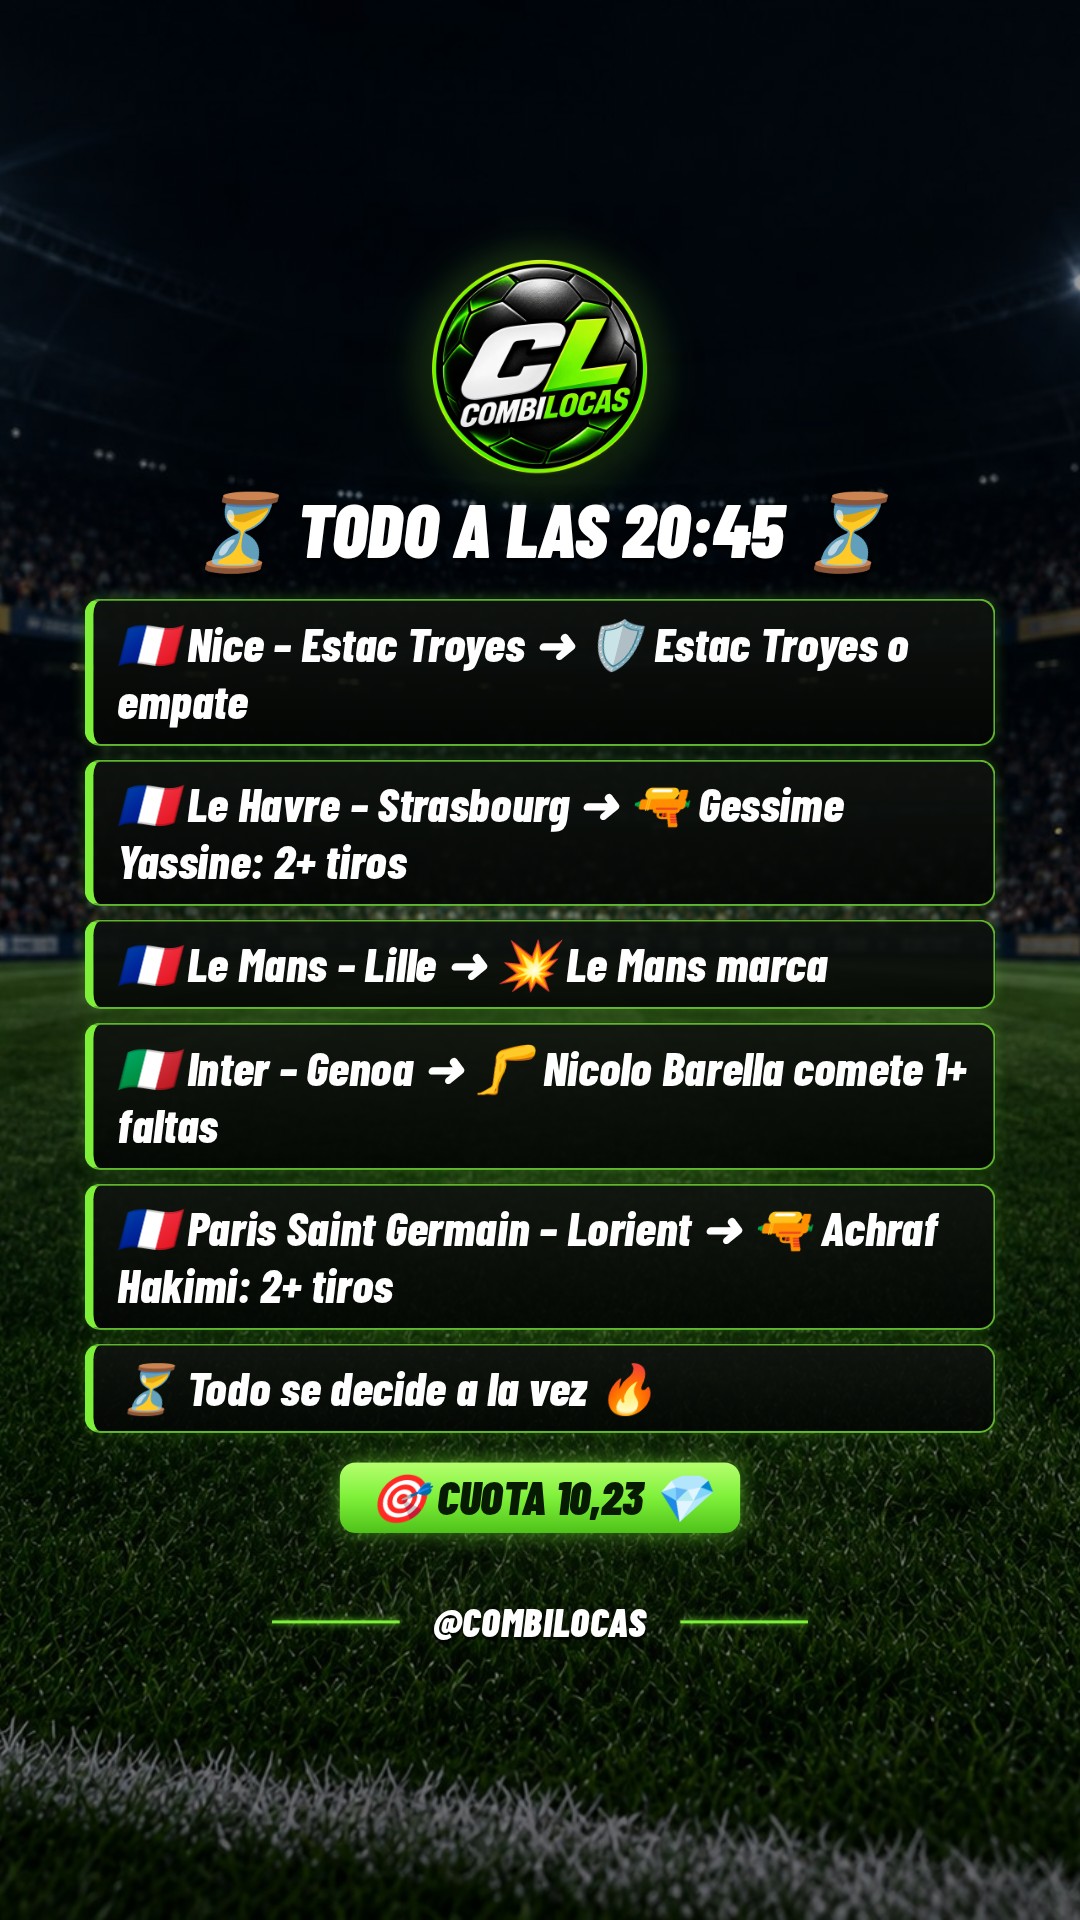 CL
COMBILOCAS
⏳ TODO A LAS 20:45 ⏳
🇫🇷 Nice - Estac Troyes ➜ 🛡️ Estac Troyes o
empate
🇫🇷 Le Havre - Strasbourg ➜ 🔫 Gessime
Yassine: 2+ tiros
🇫🇷 Le Mans - Lille ➜ 💥 Le Mans marca
🇮🇹 Inter - Genoa ➜ 🦵 Nicolo Barella comete 1+
faltas
🇫🇷 Paris Saint Germain - Lorient ➜ 🔫 Achraf
Hakimi: 2+ tiros
⏳ Todo se decide a la vez 🔥
🎯 CUOTA 10,23 💎
@COMBILOCAS